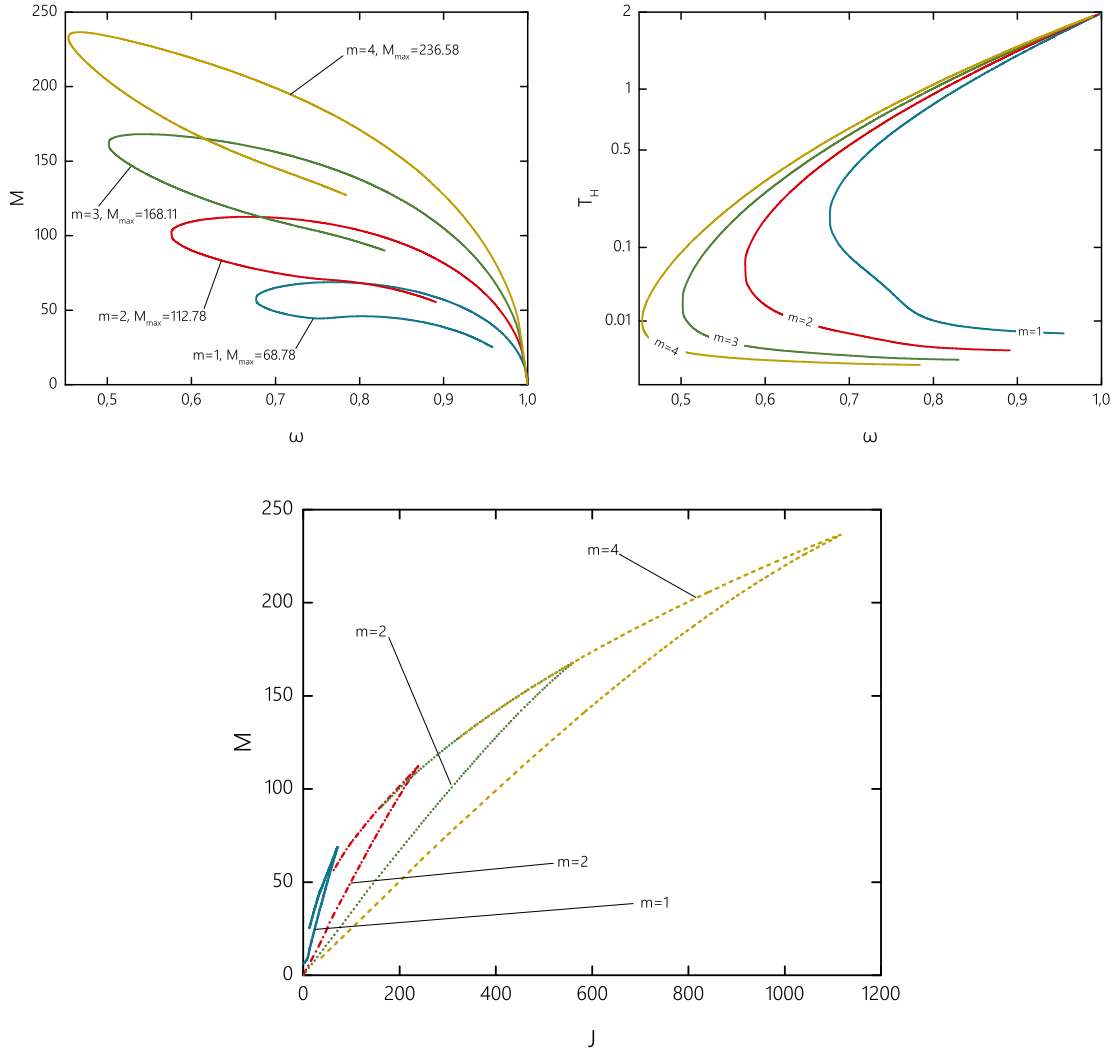 250
200
150
100
50
0
M
m=4, Mmax=236.58
m=3, Mmax=168.11
m=2, Mmax=112.78
m=1, Mmax=68.78
0,5 0,6 0,7 0,8 0,9 1,0
ω
2
1
0.5
0.1
0.01
TH
m=1
m=2
m=3
m=4
0,5 0,6 0,7 0,8 0,9 1,0
ω
250
200
150
100
50
0
M
m=4
m=2
m=2
m=1
0 200 400 600 800 1000 1200
J